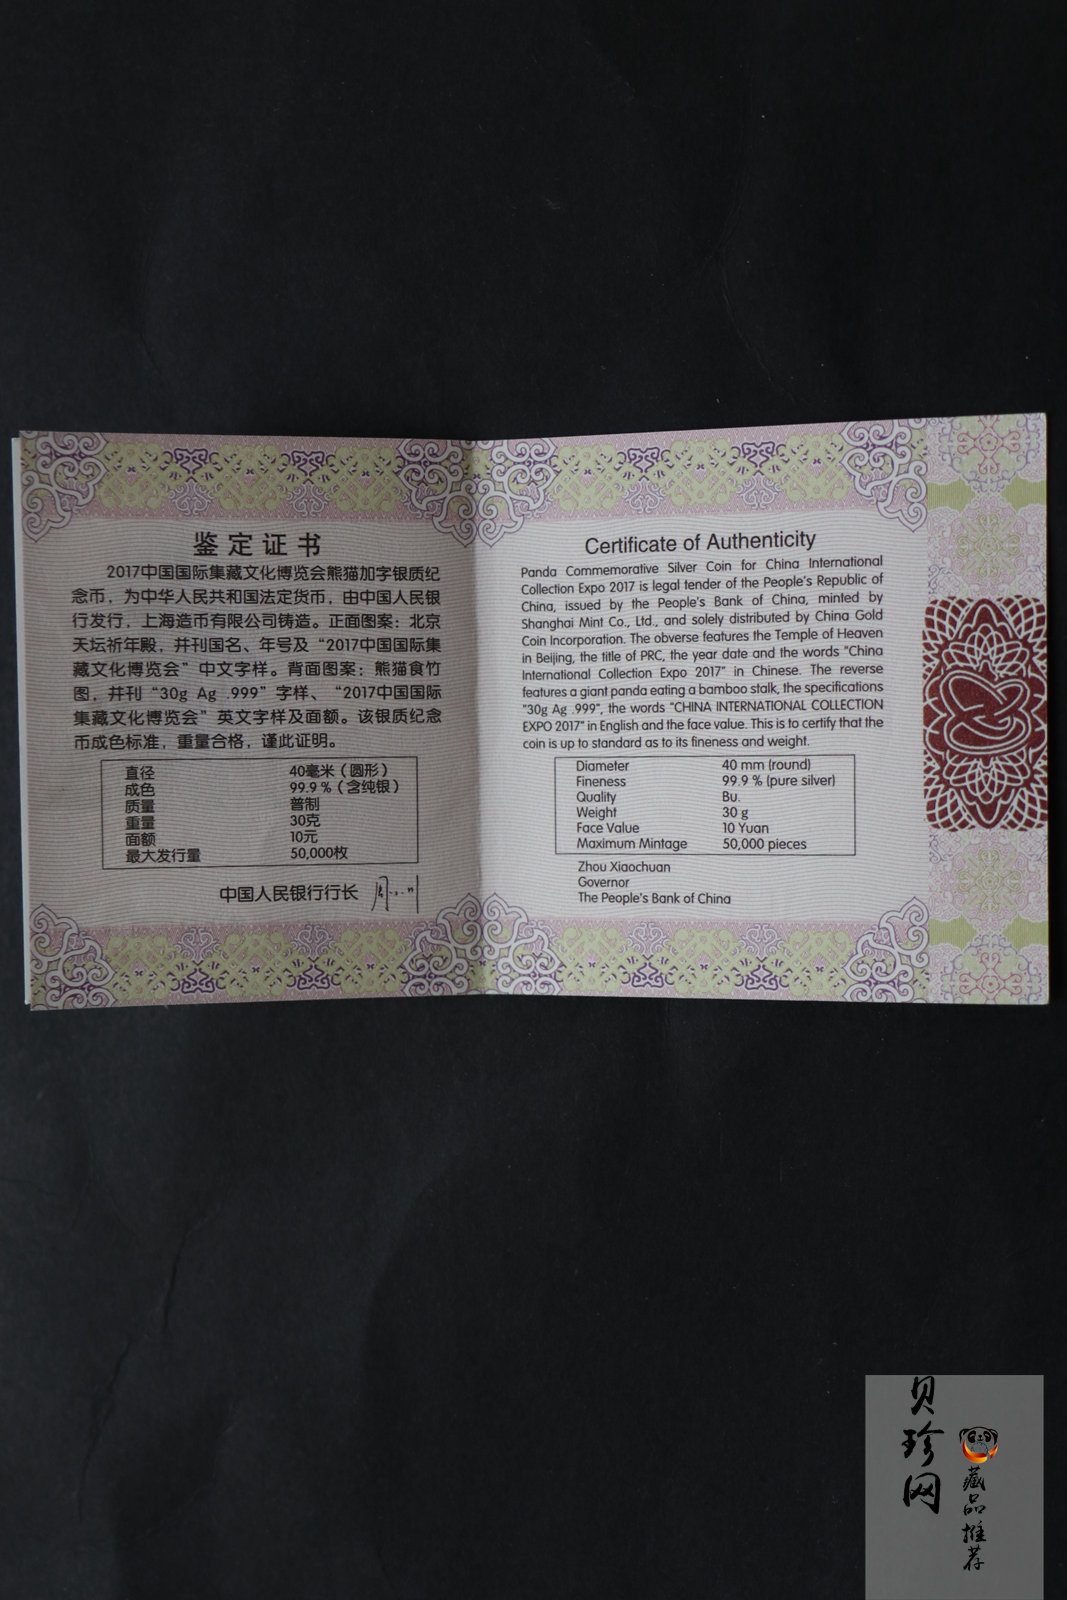 鉴定证书
2017中国国际集藏文化博览会熊猫加字银质纪
念币，为中华人民共和国法定货币，由中国人民银
行发行，上海造币有限公司铸造。正面图案：北京
天坛祈年殿，并刊国名、年号及“2017中国国际集
藏文化博览会”中文字样。背面图案：熊猫食竹
图，并刊“30g Ag .999”字样、“2017中国国际
集藏文化博览会”英文字样及面额。该银质纪念
币成色标准，重量合格，谨此证明。
直径 40毫米（圆形）
成色 99.9％（含纯银）
质量 普制
重量 30克
面额 10元
最大发行量 50,000枚
中国人民银行行长
Certificate of Authenticity
Panda Commemorative Silver Coin for China International
Collection Expo 2017 is legal tender of the People's Republic of
China, issued by the People's Bank of China, minted by
Shanghai Mint Co., Ltd., and solely distributed by China Gold
Coin Incorporation. The obverse features the Temple of Heaven
in Beijing, the title of PRC, the year date and the words "China
International Collection Expo 2017" in Chinese. The reverse
features a giant panda eating a bamboo stalk, the specifications
"30g Ag .999", the words "CHINA INTERNATIONAL COLLECTION
EXPO 2017" in English and the face value. This is to certify that the
coin is up to standard as to its fineness and weight.
Diameter 40 mm (round)
Fineness 99.9 % (pure silver)
Quality Bu.
Weight 30 g
Face Value 10 Yuan
Maximum Mintage 50,000 pieces
Zhou Xiaochuan
Governor
The People's Bank of China
贝珍网
藏品推荐